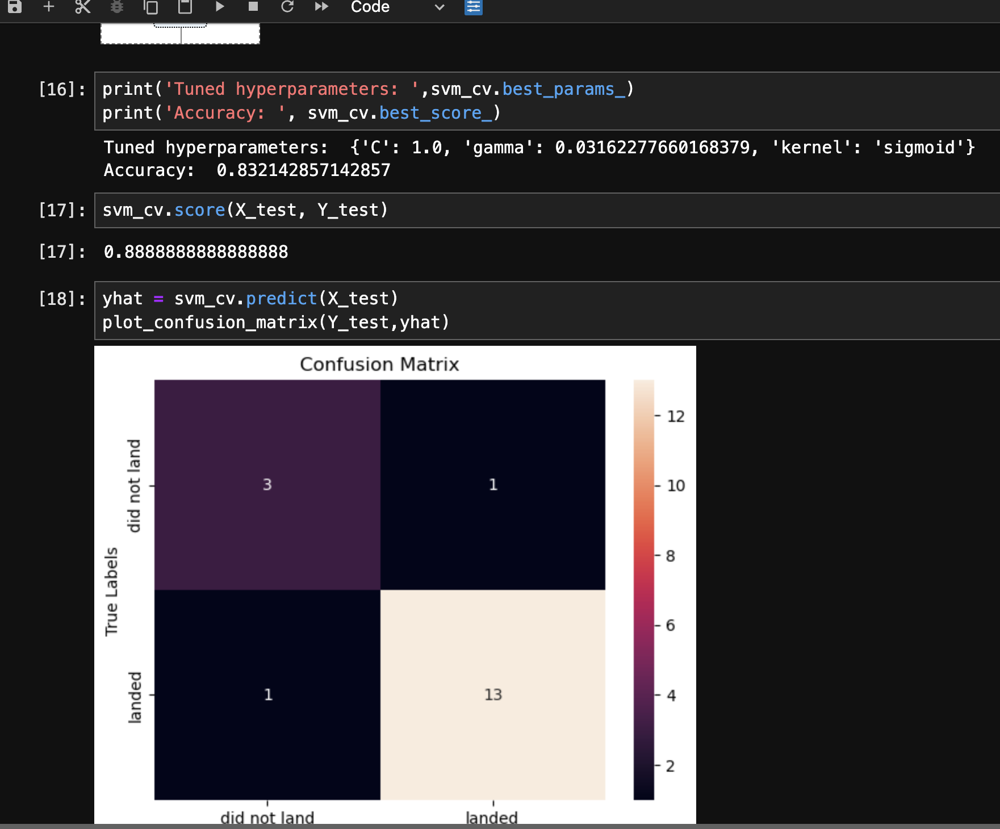 Code
[16]:
print('Tuned hyperparameters: ',svm_cv.best_params_)
print('Accuracy: ', svm_cv.best_score_)
Tuned hyperparameters:  {'C': 1.0, 'gamma': 0.03162277660168379, 'kernel': 'sigmoid'}
Accuracy:  0.832142857142857
[17]:
svm_cv.score(X_test, Y_test)
[17]:
0.8888888888888888
[18]:
yhat = svm_cv.predict(X_test)
plot_confusion_matrix(Y_test,yhat)
Confusion Matrix
True Labels
did not land
landed
3
1
1
13
did not land
landed
12
10
8
6
4
2